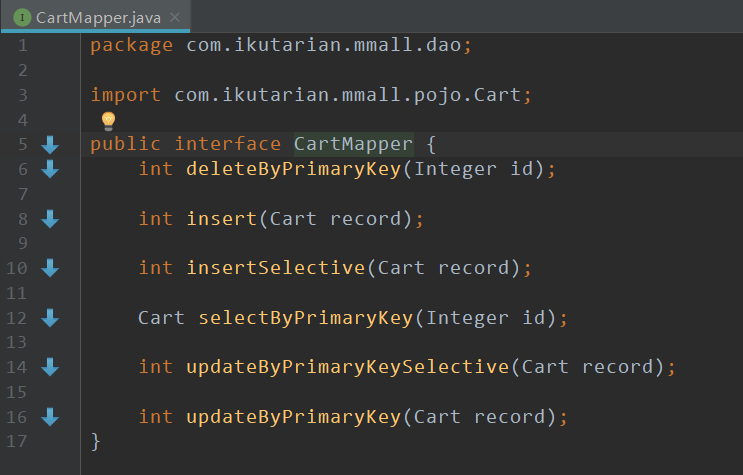 I CartMapper.java ×
1 package com.ikutarian.mmall.dao;
2
3 import com.ikutarian.mmall.pojo.Cart;
4
5 public interface CartMapper {
6     int deleteByPrimaryKey(Integer id);
7
8     int insert(Cart record);
9
10     int insertSelective(Cart record);
11
12     Cart selectByPrimaryKey(Integer id);
13
14     int updateByPrimaryKeySelective(Cart record);
15
16     int updateByPrimaryKey(Cart record);
17 }